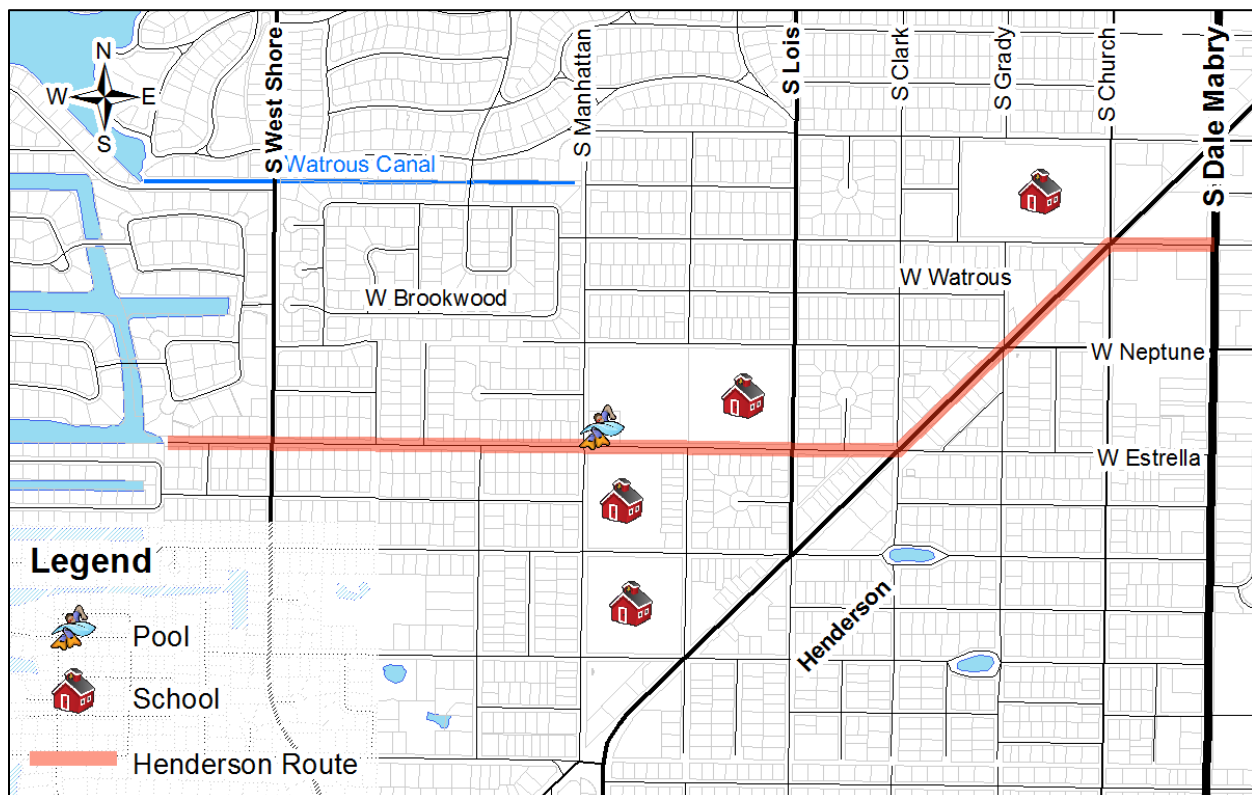 N
W
E
S
S West Shore
S Manhattan
S Lois
S Clark
S Grady
S Church
S Dale Mabry
Watrous Canal
W Watrous
W Brookwood
W Neptune
W Estrella
Henderson
Legend
Pool
School
Henderson Route